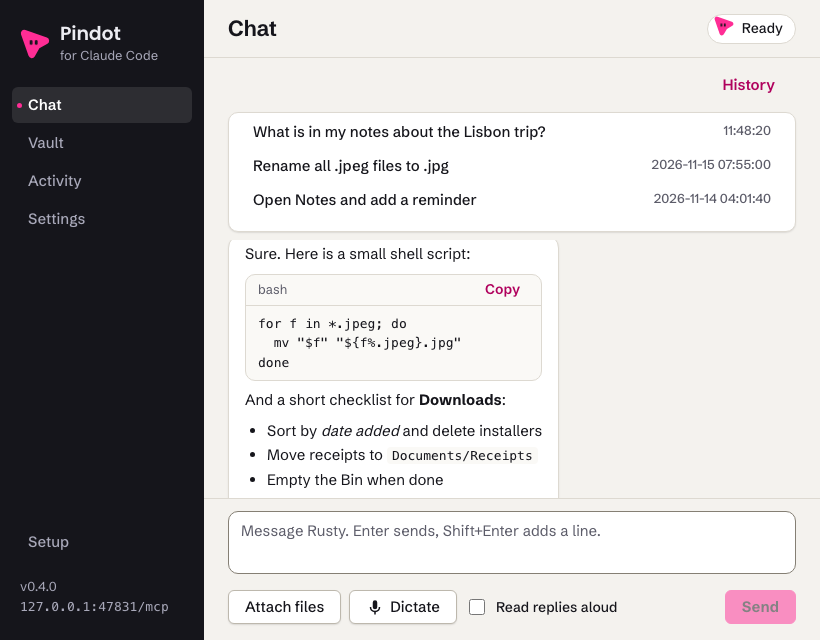 Pindot
for Claude Code
Chat
Vault
Activity
Settings
Setup
v0.4.0
127.0.0.1:47831/mcp
Chat
Ready
History
What is in my notes about the Lisbon trip? 11:48:20
Rename all .jpeg files to .jpg 2026-11-15 07:55:00
Open Notes and add a reminder 2026-11-14 04:01:40
Sure. Here is a small shell script:
bash Copy
for f in *.jpeg; do
  mv "$f" "${f%.jpeg}.jpg"
done
And a short checklist for Downloads:
• Sort by date added and delete installers
• Move receipts to Documents/Receipts
• Empty the Bin when done
Message Rusty. Enter sends, Shift+Enter adds a line.
Attach files Dictate Read replies aloud Send